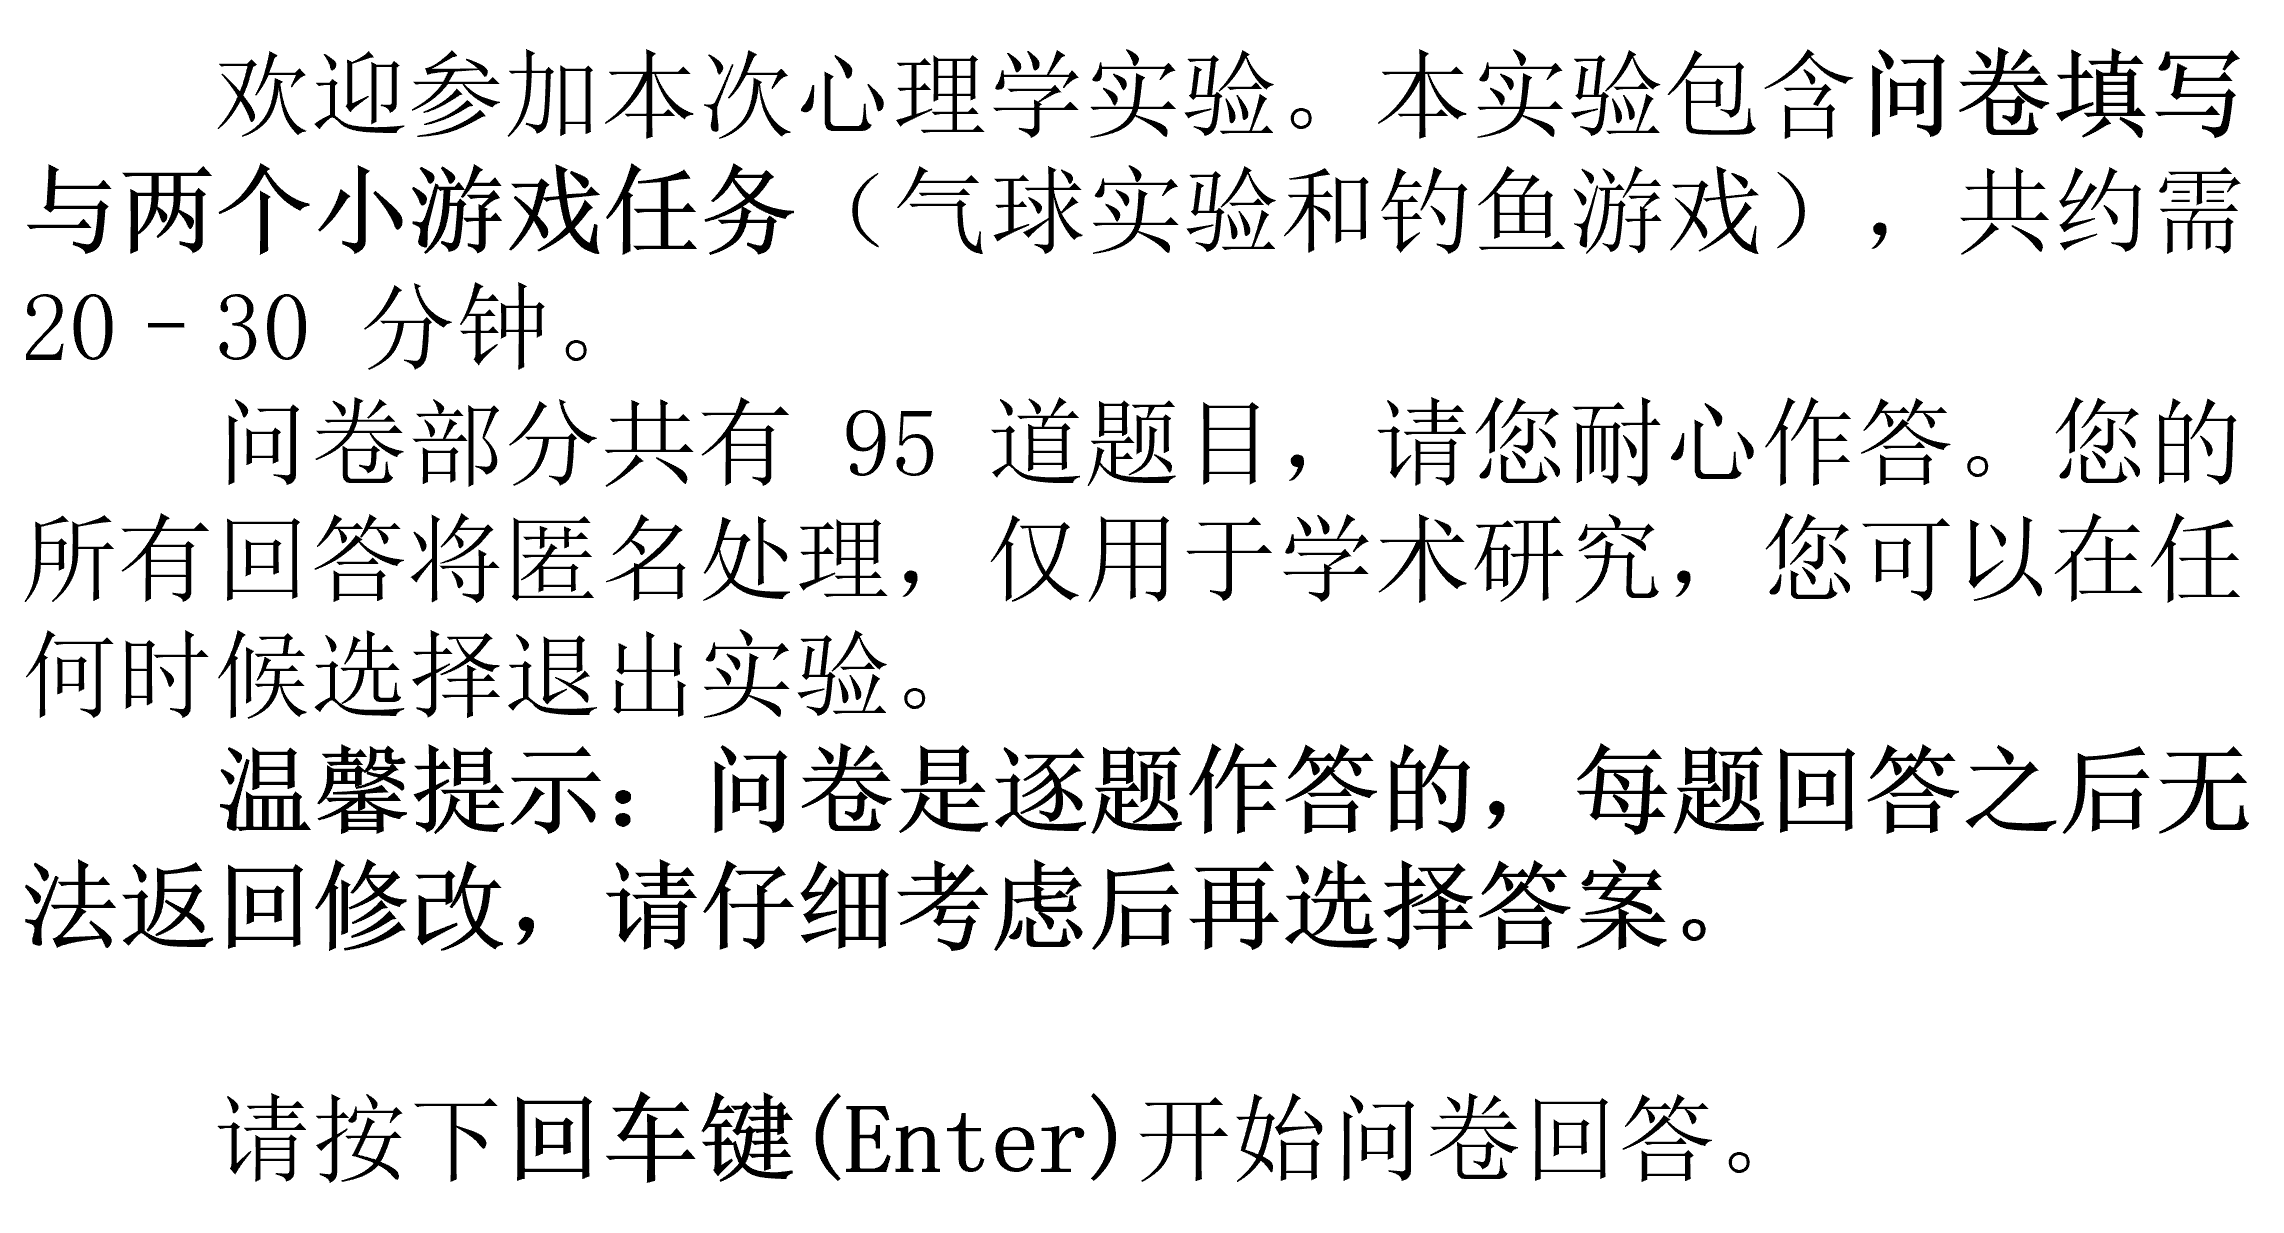 欢迎参加本次心理学实验。本实验包含问卷填写
与两个小游戏任务（气球实验和钓鱼游戏），共约需
20–30 分钟。
问卷部分共有 95 道题目，请您耐心作答。您的
所有回答将匿名处理，仅用于学术研究，您可以在任
何时候选择退出实验。
温馨提示：问卷是逐题作答的，每题回答之后无
法返回修改，请仔细考虑后再选择答案。
请按下回车键(Enter)开始问卷回答。